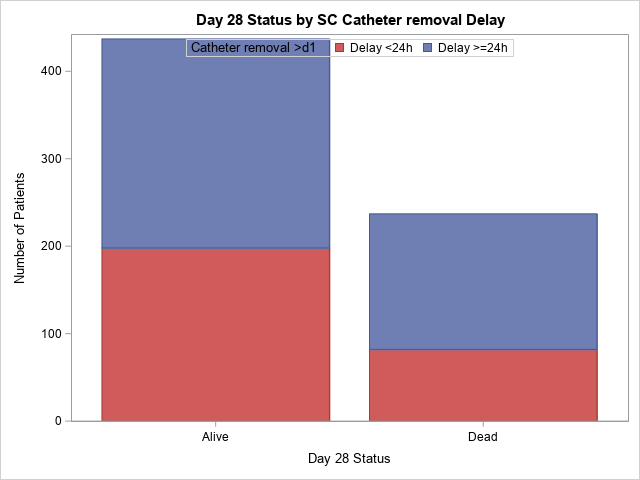 Day 28 Status by SC Catheter removal Delay
Catheter removal >d1 Delay <24h Delay >=24h
400
300
200
100
0
Number of Patients
Alive Dead
Day 28 Status